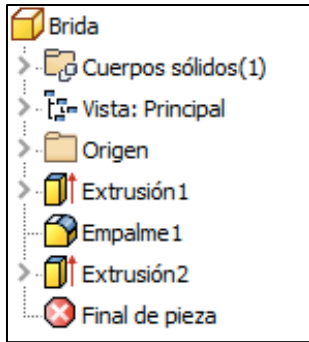 Brida
Cuerpos sólidos(1)
Vista: Principal
Origen
Extrusión1
Empalme1
Extrusión2
Final de pieza